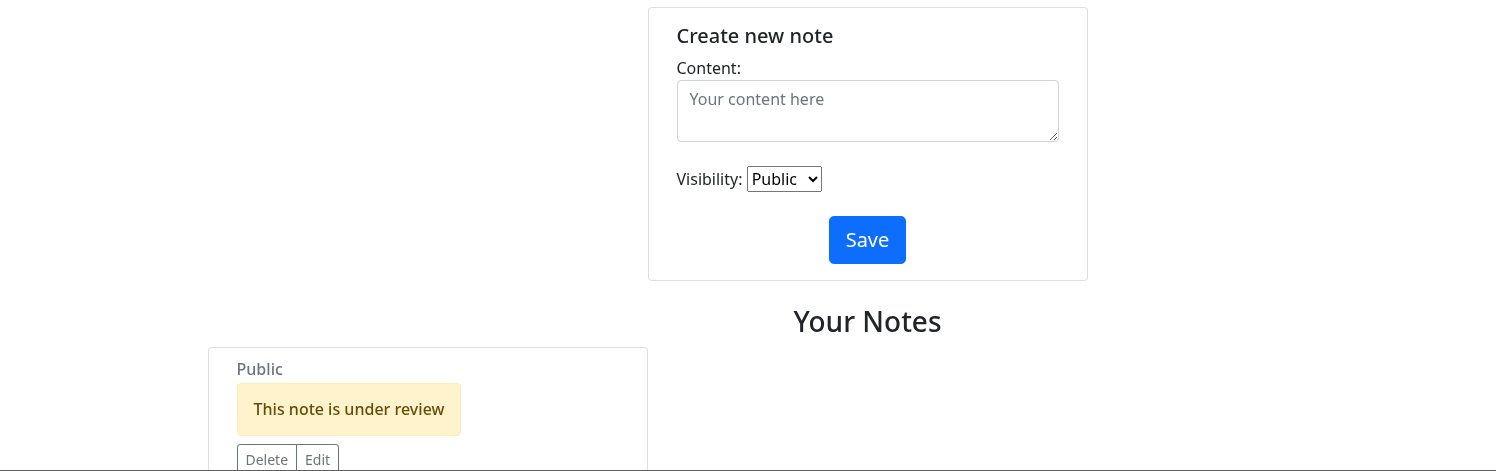 Create new note
Content:
Your content here
Visibility: Public
Save
Your Notes
Public
This note is under review
Delete Edit